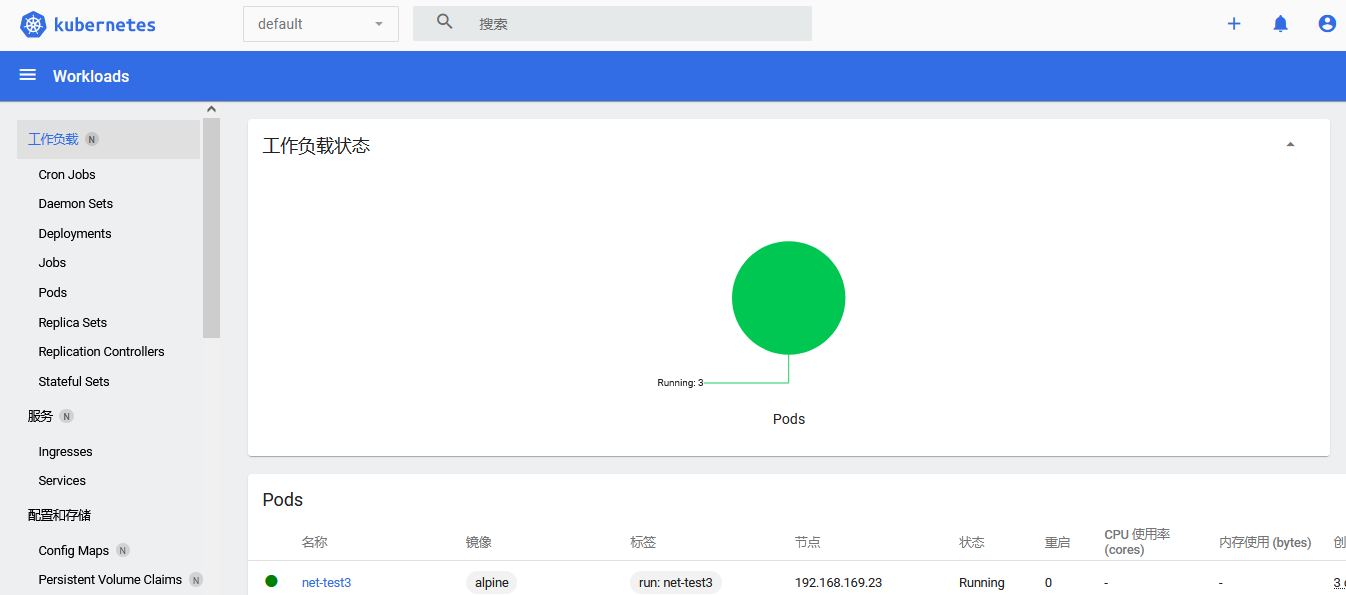 kubernetes
default
搜索
Workloads
工作负载 N
Cron Jobs
Daemon Sets
Deployments
Jobs
Pods
Replica Sets
Replication Controllers
Stateful Sets
服务 N
Ingresses
Services
配置和存储
Config Maps N
Persistent Volume Claims N
工作负载状态
Running: 3
Pods
Pods
名称 镜像 标签 节点 状态 重启 CPU 使用率 (cores) 内存使用 (bytes) 创
net-test3 alpine run: net-test3 192.168.169.23 Running 0 - - 3